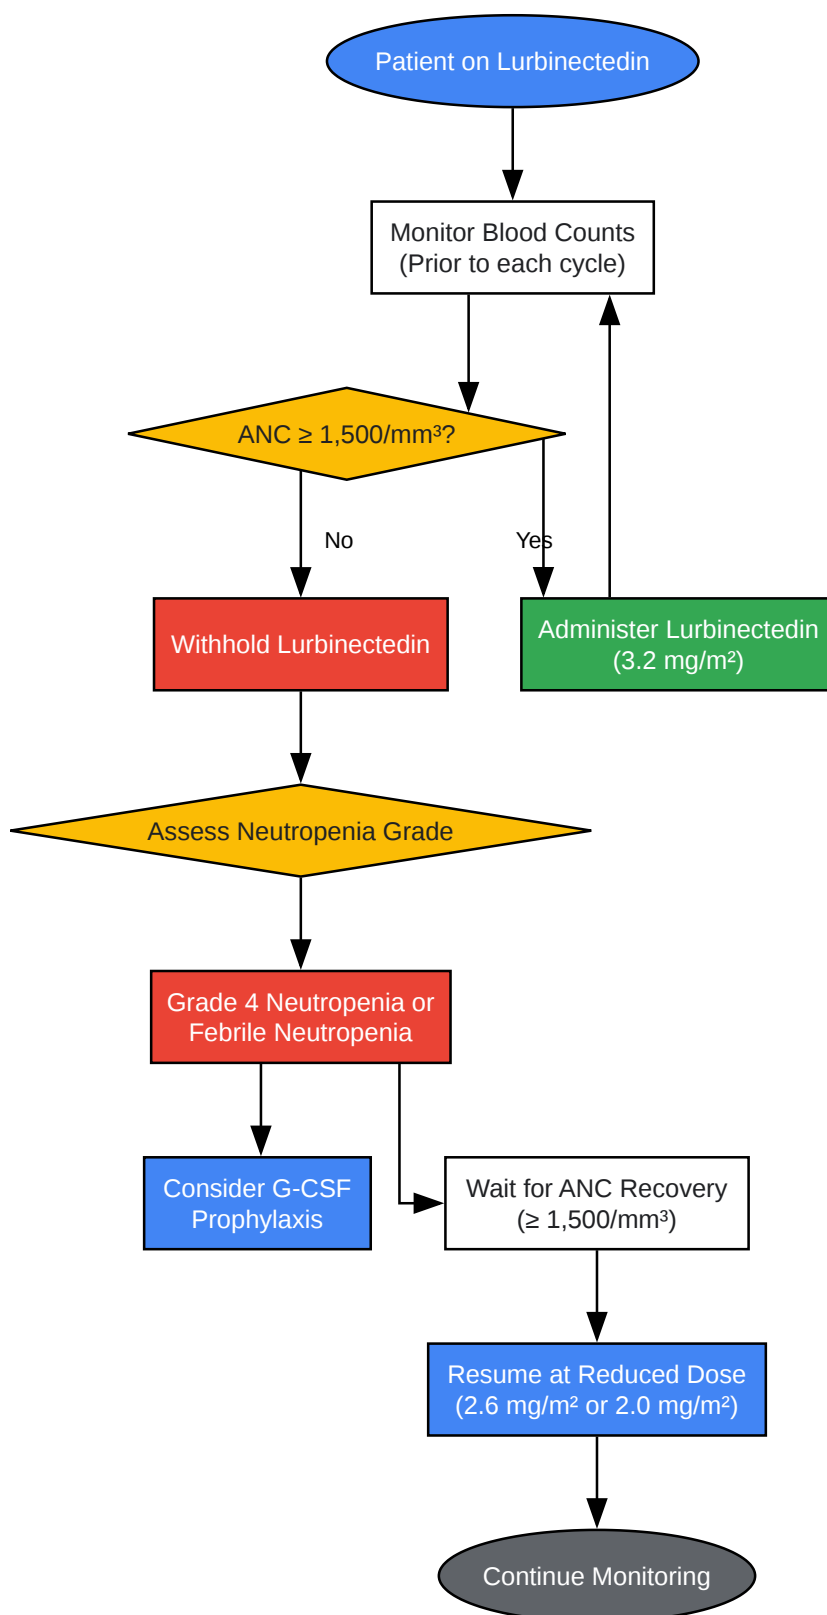 Patient on Lurbinectedin
Monitor Blood Counts
(Prior to each cycle)
ANC ≥ 1,500/mm³?
No
Yes
Withhold Lurbinectedin
Administer Lurbinectedin
(3.2 mg/m²)
Assess Neutropenia Grade
Grade 4 Neutropenia or
Febrile Neutropenia
Consider G-CSF
Prophylaxis
Wait for ANC Recovery
(≥ 1,500/mm³)
Resume at Reduced Dose
(2.6 mg/m² or 2.0 mg/m²)
Continue Monitoring